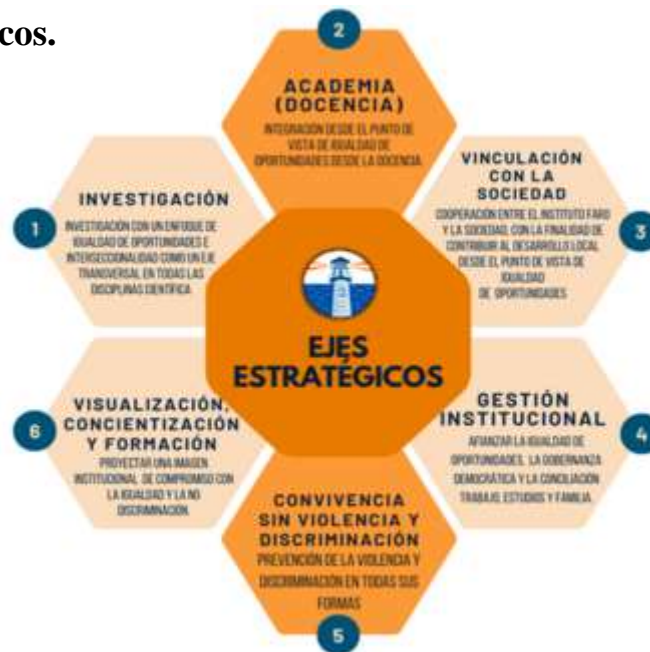 cos.
2
ACADEMIA
(DOCENCIA)
INTEGRACIÓN DESDE EL PUNTO DE
VISTA DE IGUALDAD DE
OPORTUNIDADES DESDE LA DOCENCIA
1
INVESTIGACIÓN
INVESTIGACIÓN CON UN ENFOQUE DE
IGUALDAD DE OPORTUNIDADES E
INTERSECCIONALIDAD COMO UN EJE
TRANSVERSAL EN TODAS LAS
DISCIPLINAS CIENTÍFICA
VINCULACIÓN
CON LA
SOCIEDAD
COOPERACIÓN ENTRE EL INSTITUTO FARO
Y LA SOCIEDAD, CON LA FINALIDAD DE
CONTRIBUIR AL DESARROLLO LOCAL
DESDE EL PUNTO DE VISTA DE
IGUALDAD
DE OPORTUNIDADES
3
EJES
ESTRATÉGICOS
6
VISUALIZACIÓN,
CONCIENTIZACIÓN
Y FORMACIÓN
PROYECTAR UNA IMAGEN
INSTITUCIONAL DE COMPROMISO CON
LA IGUALDAD Y LA NO
DISCRIMINACIÓN
GESTIÓN
INSTITUCIONAL
AFIANZAR LA IGUALDAD DE
OPORTUNIDADES, LA GOBERNANZA
DEMOCRÁTICA Y LA CONCILIACIÓN
TRABAJO, ESTUDIOS Y FAMILIA
4
CONVIVENCIA
SIN VIOLENCIA Y
DISCRIMINACIÓN
PREVENCIÓN DE LA VIOLENCIA Y
DISCRIMINACIÓN EN TODAS SUS
FORMAS
5